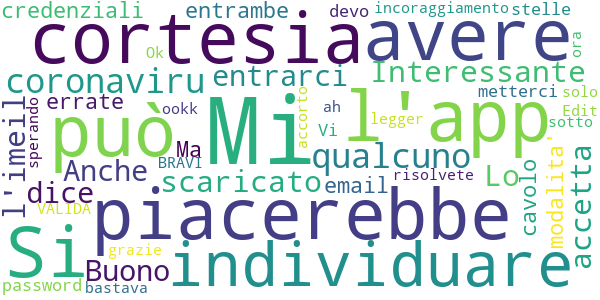 credenziali entrambe devo incoraggiamento stelle
cortesia avere Ok ora
coronaviru entrarci Interessante
l'imeil sperando errate ookk Mi ah l'app metterci solo
può accorto legger Edit
Ma Vi sotto
Anche BRAVI qualcuno cavolo modalita' accetta
dice scaricato email risolvete Lo
VALIDA piacerebbe
Si grazie individuare
Buono
password bastava